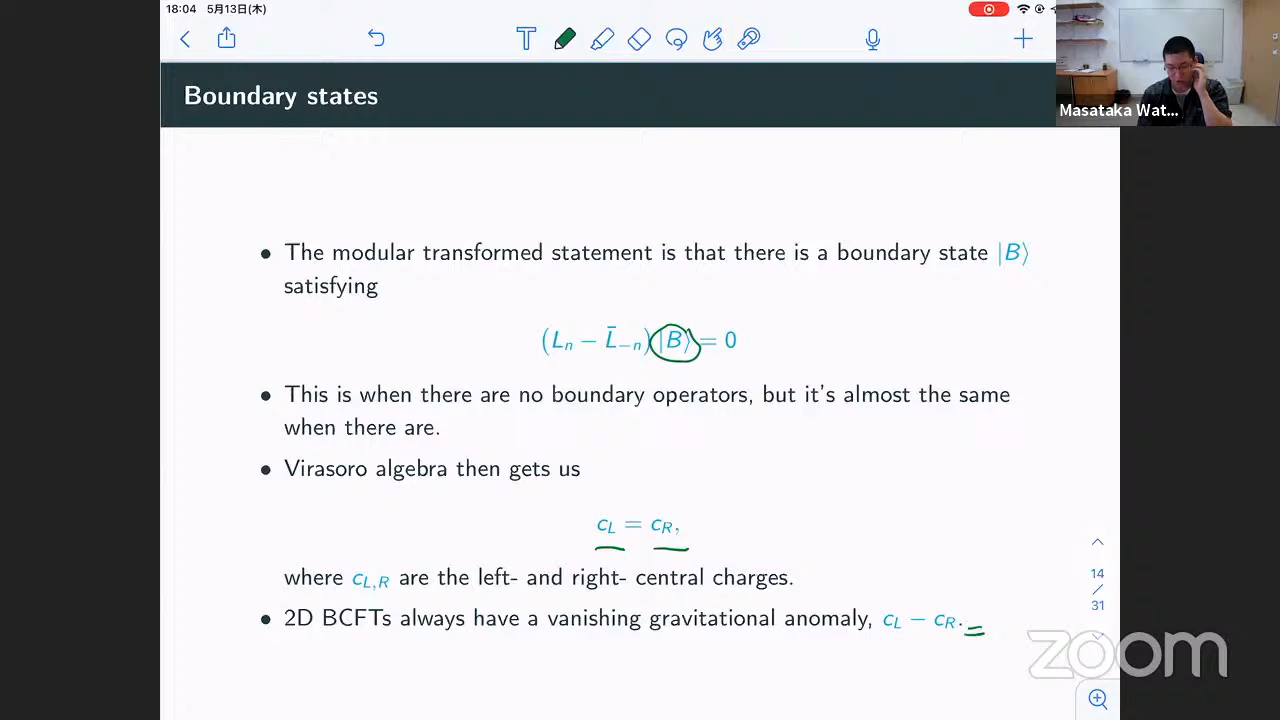 18:04 5月13日(木)
Masataka Wat...
Boundary states
• The modular transformed statement is that there is a boundary state |B⟩
satisfying
(Lₙ − L̄₋ₙ)|B⟩ = 0
• This is when there are no boundary operators, but it's almost the same
when there are.
• Virasoro algebra then gets us
c_L = c_R,
where c_{L,R} are the left- and right- central charges.
• 2D BCFTs always have a vanishing gravitational anomaly, c_L − c_R. =
14
/
31
zoom